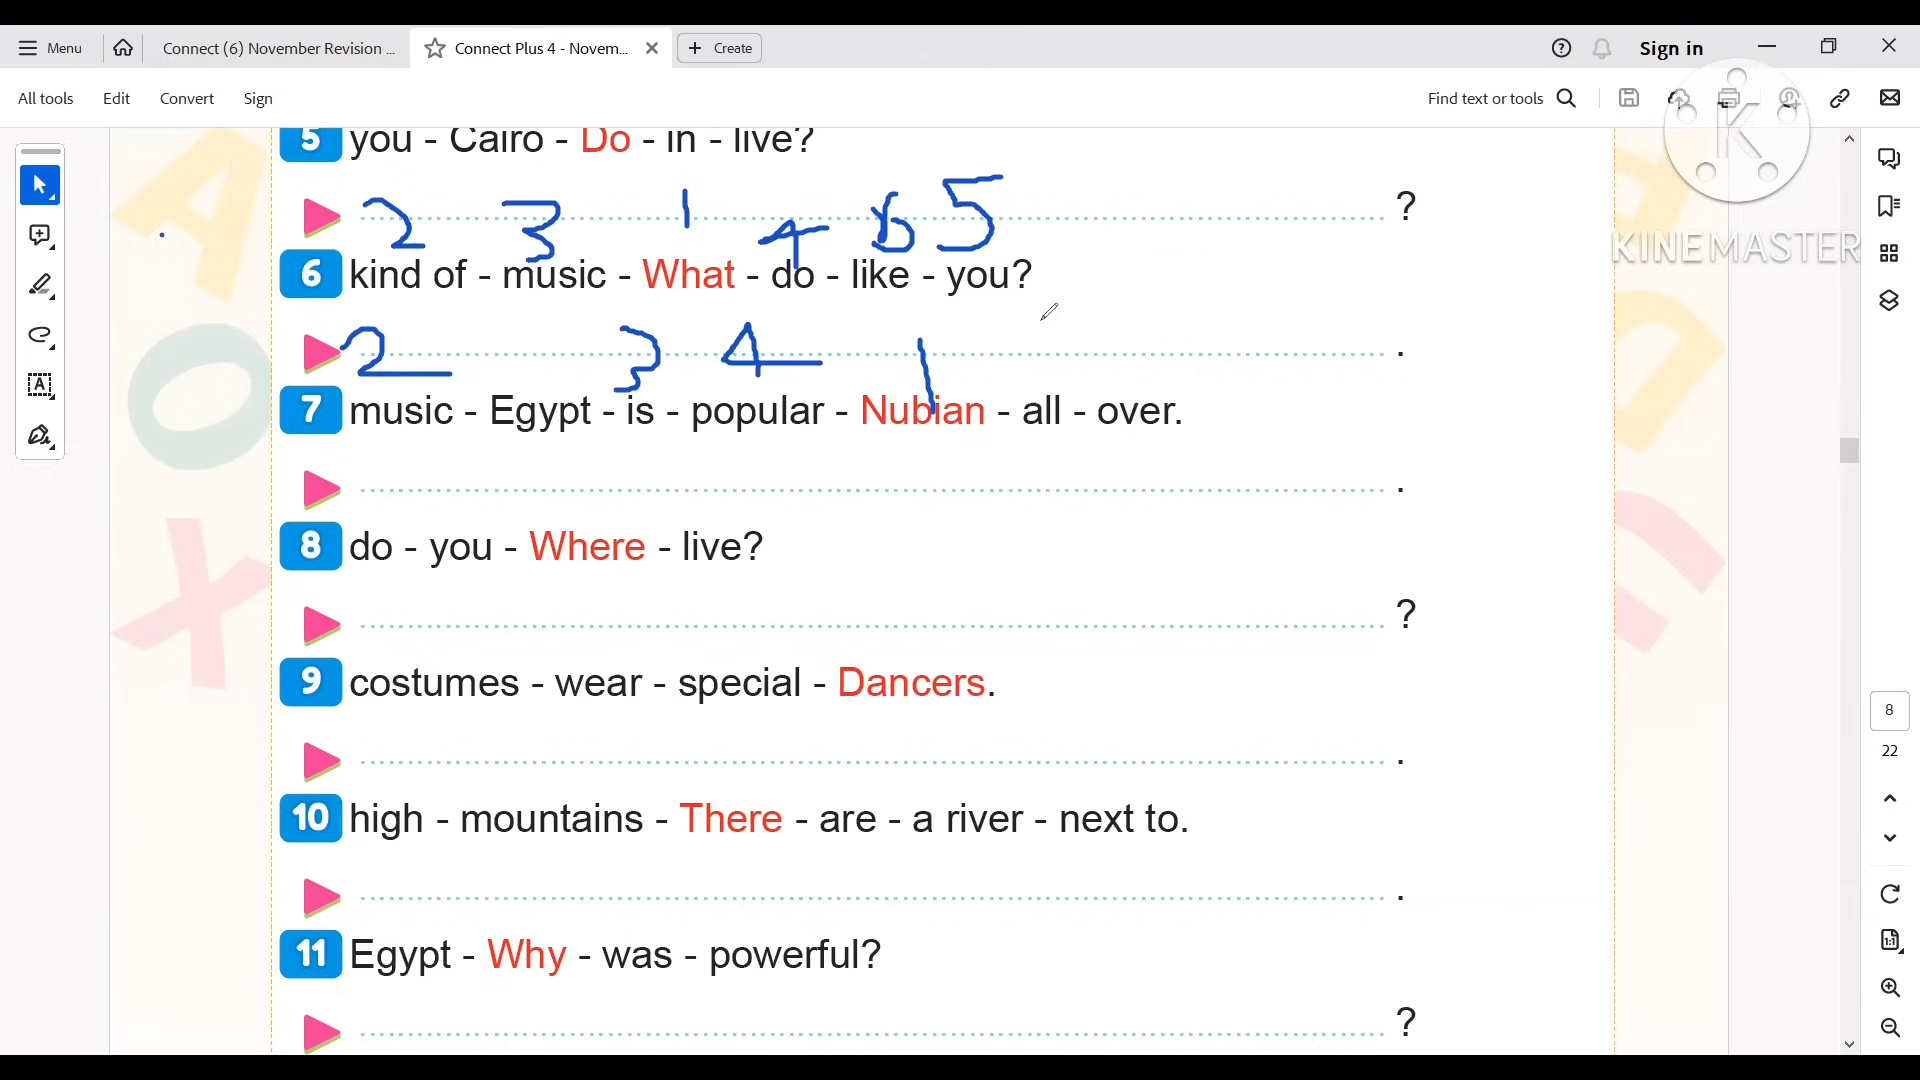 Menu Connect (6) November Revision ... Connect Plus 4 - Novem... Create Sign in
All tools Edit Convert Sign Find text or tools
K
KINEMASTER
5 you - Cairo - Do - in - live?
2 3 1 4 6 5 ?
6 kind of - music - What - do - like - you?
2 3 4 1 .
7 music - Egypt - is - popular - Nubian - all - over.
.
8 do - you - Where - live?
?
9 costumes - wear - special - Dancers.
.
10 high - mountains - There - are - a river - next to.
.
11 Egypt - Why - was - powerful?
?
8
22